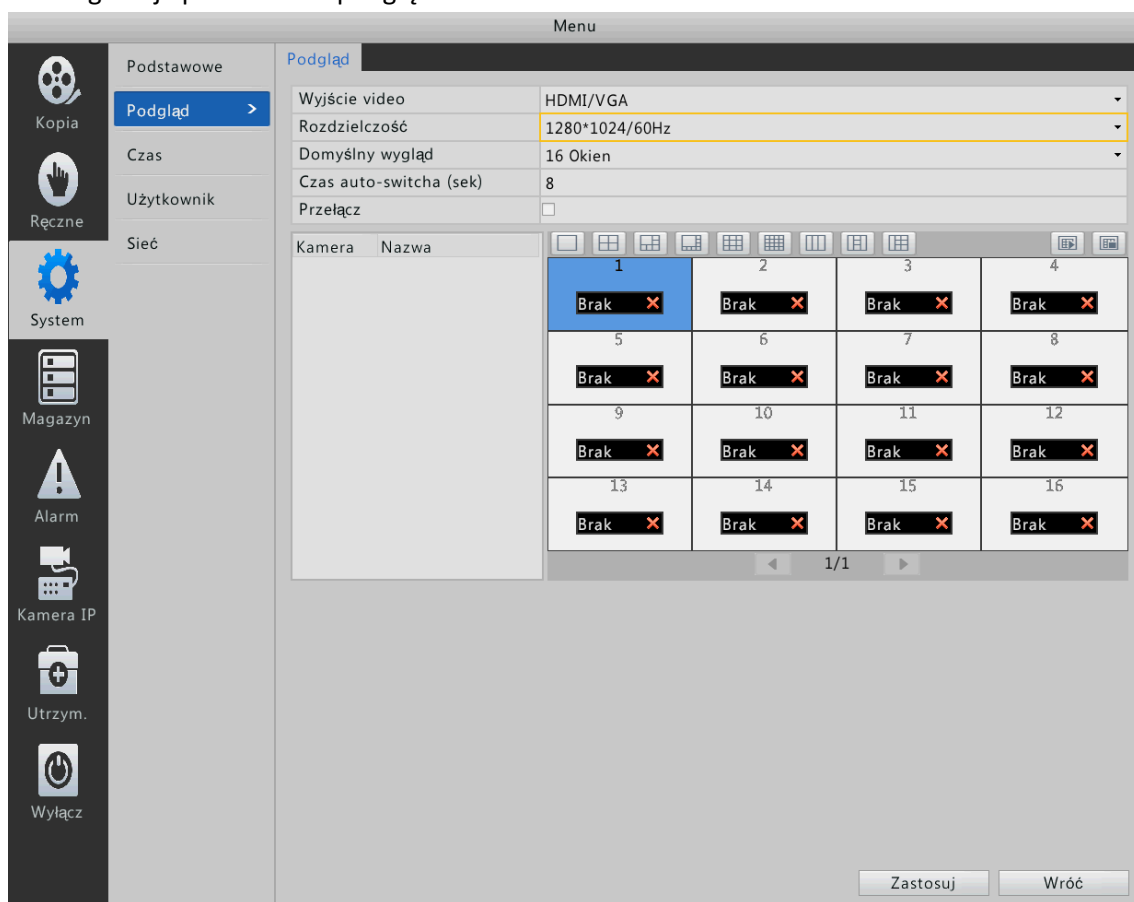 Menu
Kopia
Ręczne
System
Magazyn
Alarm
Kamera IP
Utrzym.
Wyłącz
Podstawowe
Podgląd >
Czas
Użytkownik
Sieć
Podgląd
Wyjście video HDMI/VGA
Rozdzielczość 1280*1024/60Hz
Domyślny wygląd 16 Okien
Czas auto-switcha (sek) 8
Przełącz
Kamera Nazwa
1 2 3 4
Brak Brak Brak Brak
5 6 7 8
Brak Brak Brak Brak
9 10 11 12
Brak Brak Brak Brak
13 14 15 16
Brak Brak Brak Brak
1/1
Zastosuj Wróć